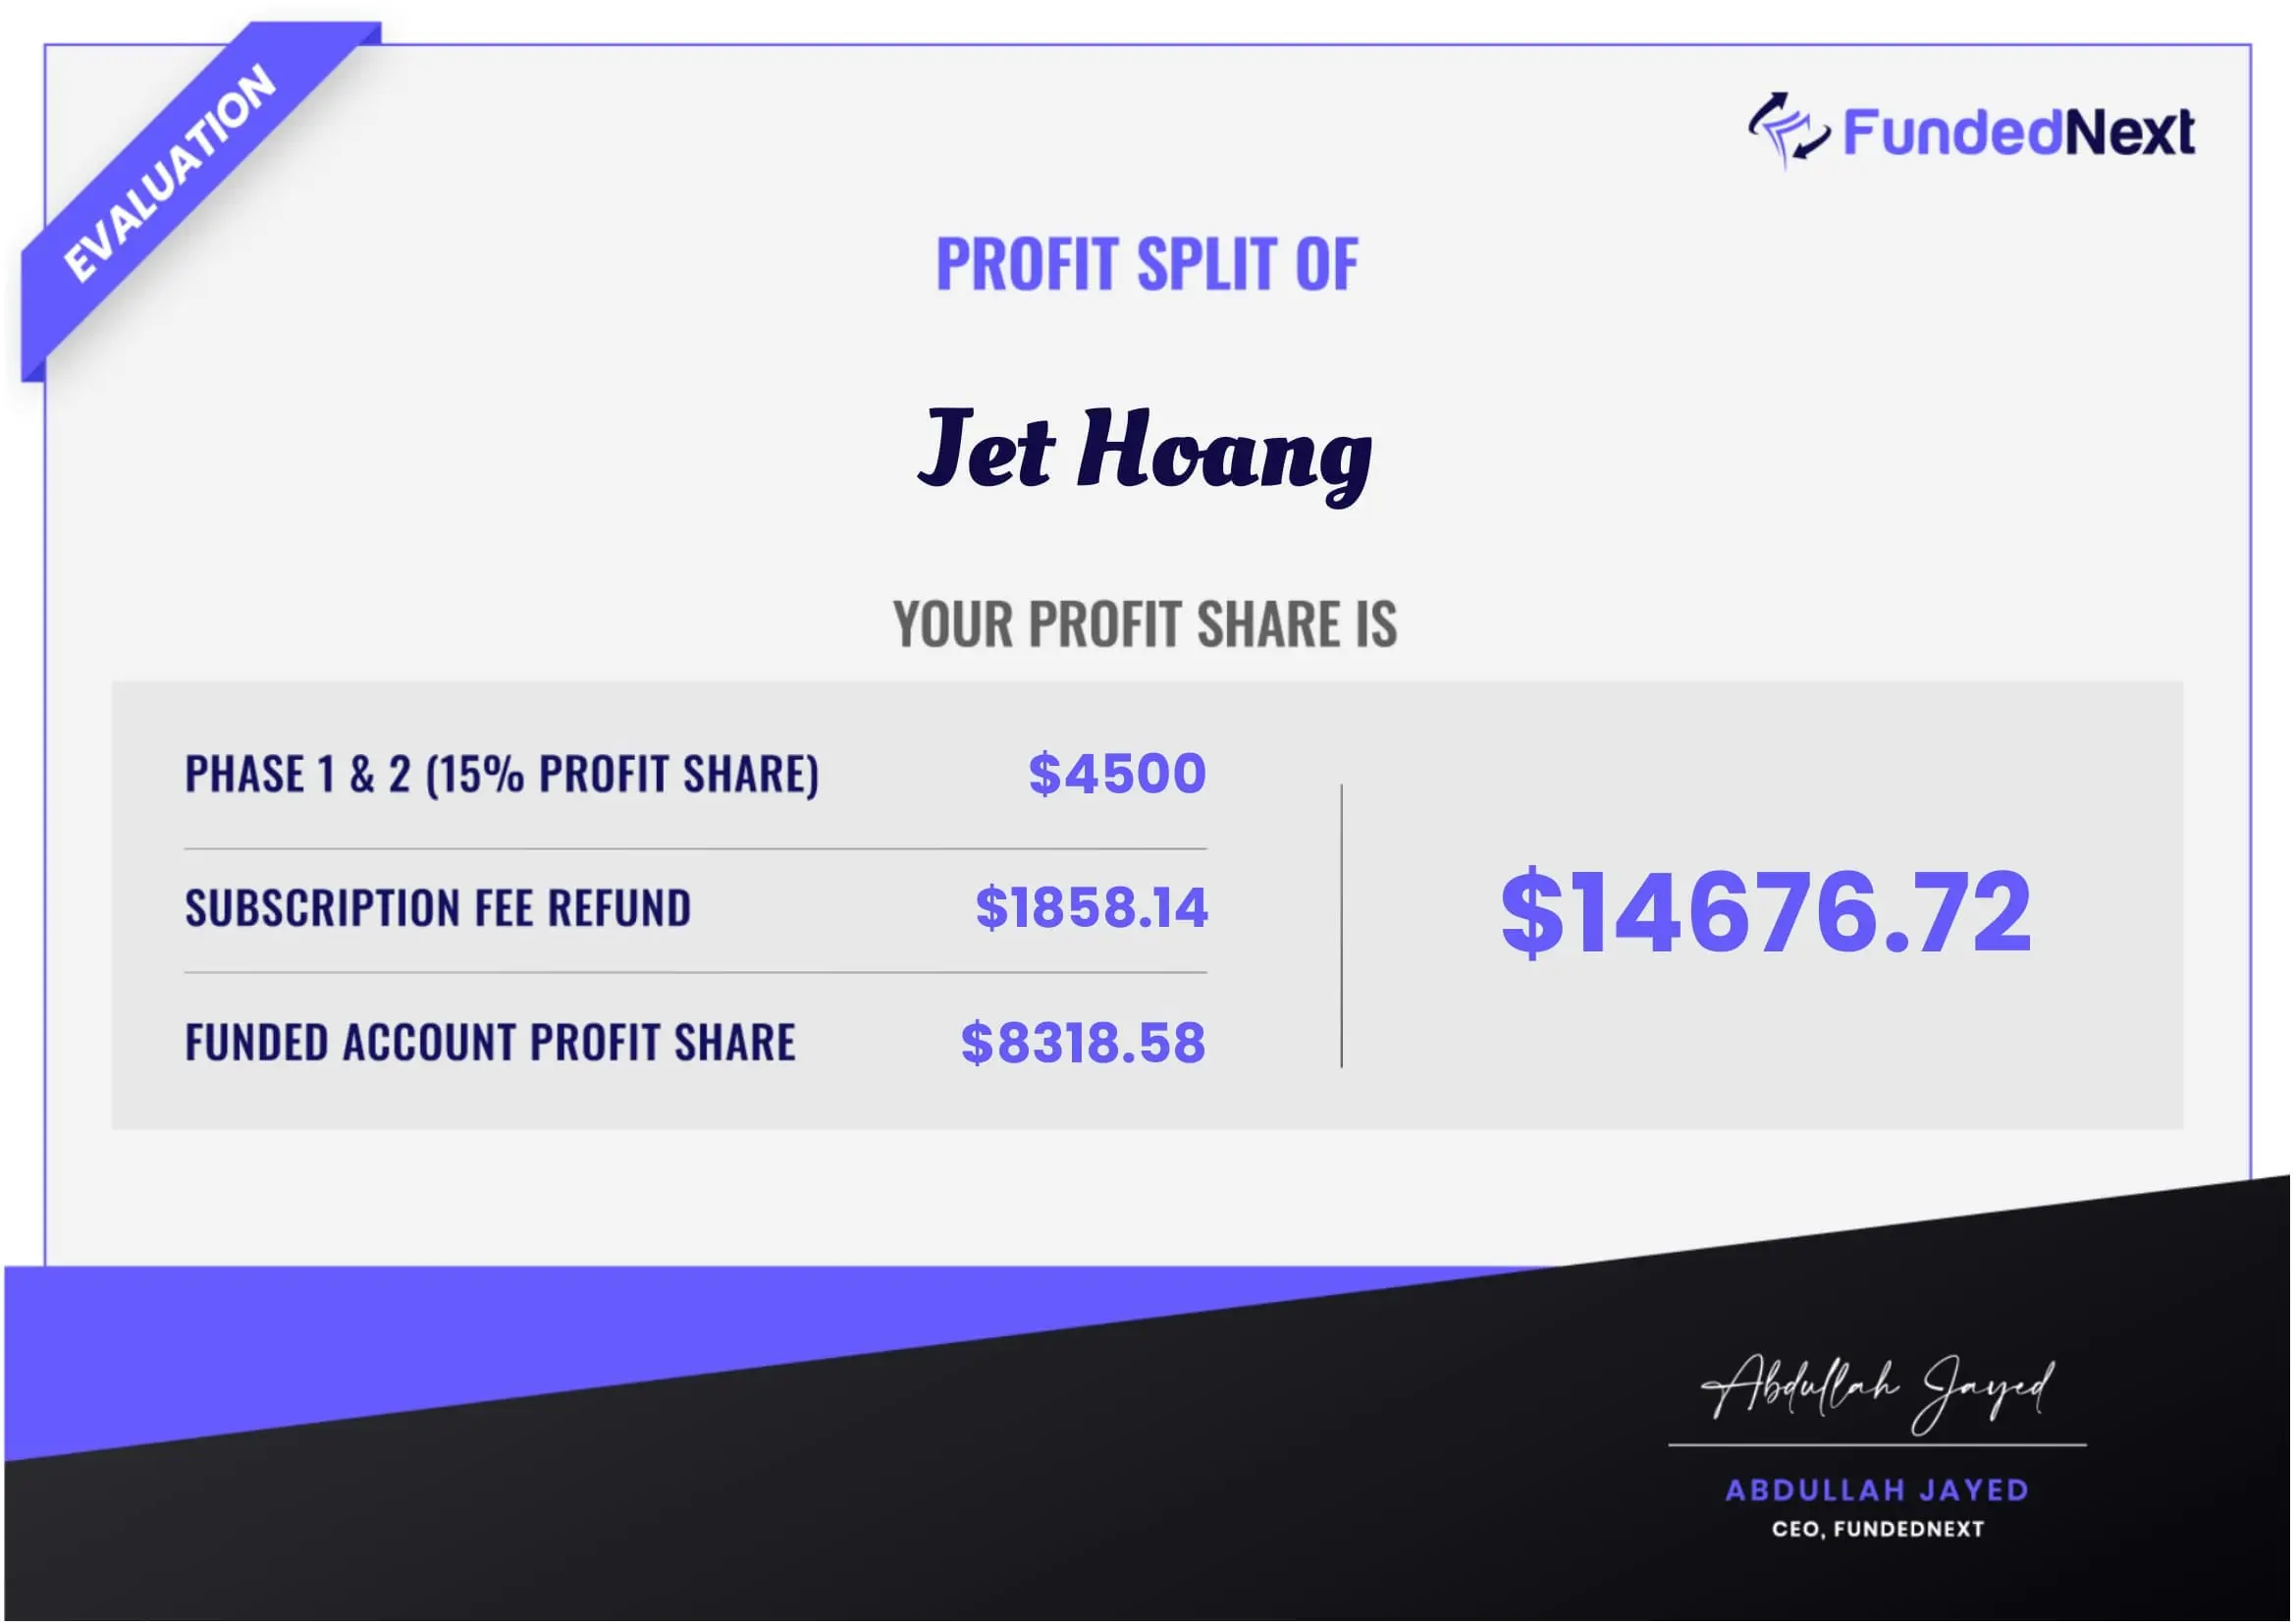 EVALUATION
FundedNext
PROFIT SPLIT OF
Jet Hoang
YOUR PROFIT SHARE IS
PHASE 1 & 2 (15% PROFIT SHARE) $4500
SUBSCRIPTION FEE REFUND $1858.14
FUNDED ACCOUNT PROFIT SHARE $8318.58
$14676.72
Abdullah Jayed
ABDULLAH JAYED
CEO, FUNDEDNEXT